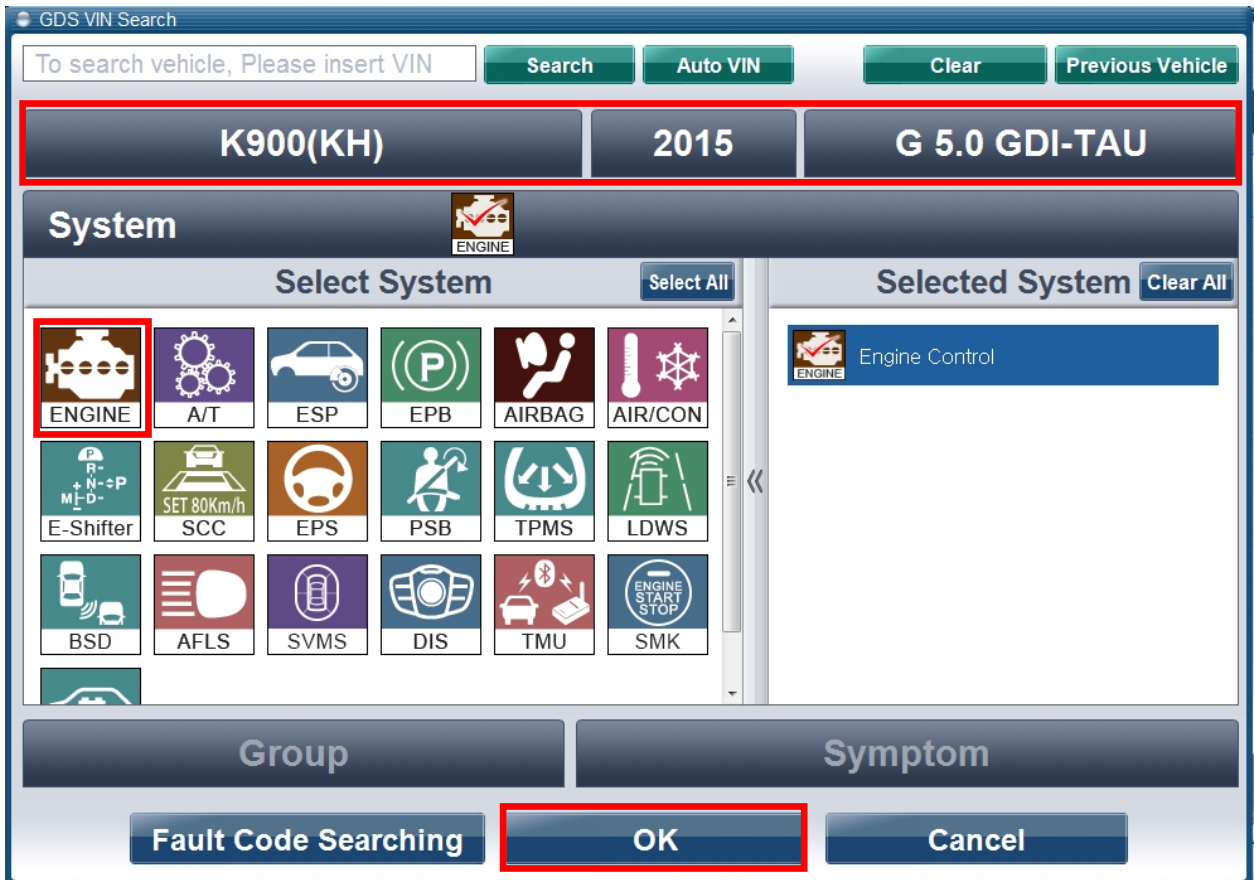 GDS VIN Search
To search vehicle, Please insert VIN Search Auto VIN Clear Previous Vehicle
K900(KH) 2015 G 5.0 GDI-TAU
System ENGINE
Select System Select All Selected System Clear All
ENGINE A/T ESP EPB AIRBAG AIR/CON
ENGINE Engine Control
P
R-
+ N- P
M D-
SET 80Km/h
E-Shifter SCC EPS PSB TPMS LDWS
ENGINE
START
STOP
BSD AFLS SVMS DIS TMU SMK
Group Symptom
Fault Code Searching OK Cancel